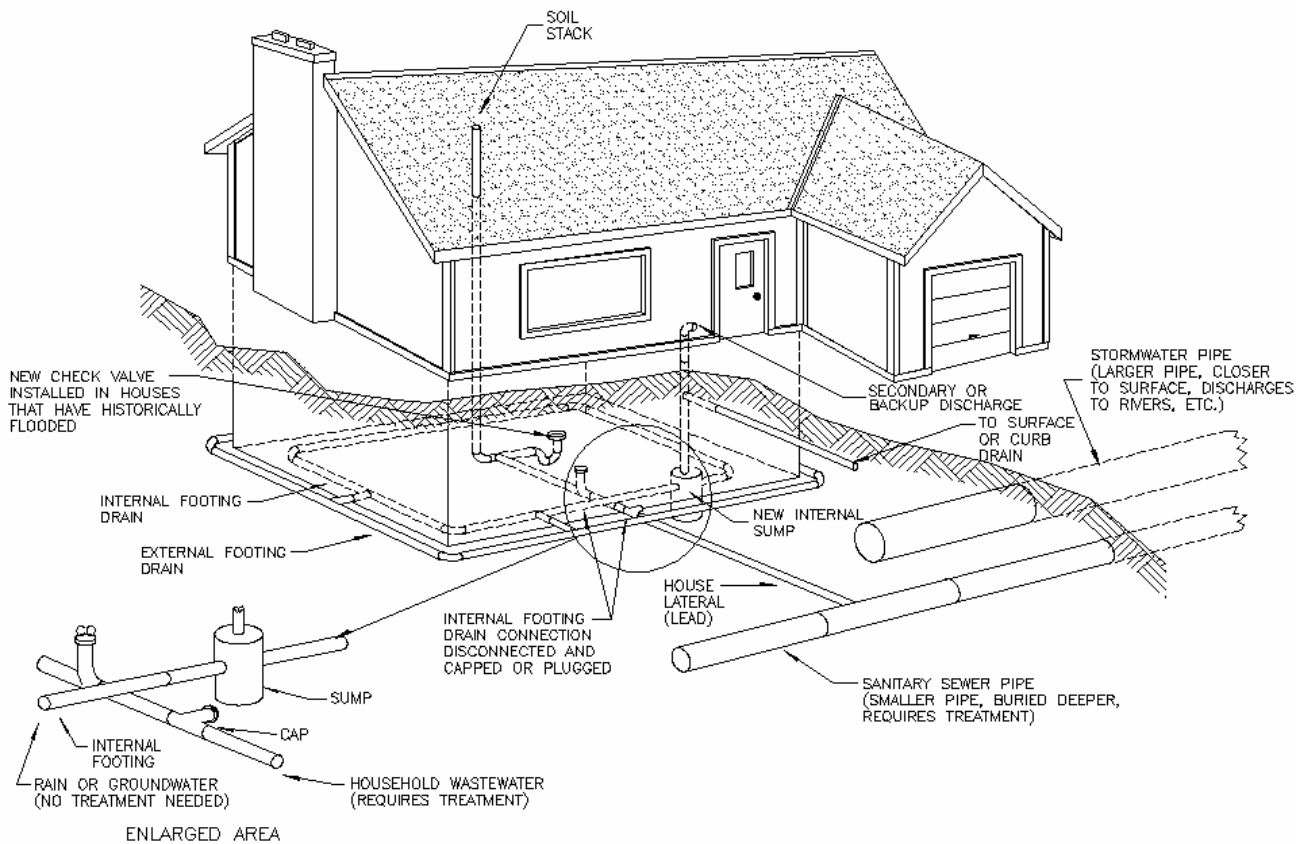 SOIL
STACK
NEW CHECK VALVE
INSTALLED IN HOUSES
THAT HAVE HISTORICALLY
FLOODED
STORMWATER PIPE
(LARGER PIPE, CLOSER
TO SURFACE, DISCHARGES
TO RIVERS, ETC.)
SECONDARY OR
BACKUP DISCHARGE
TO SURFACE
OR CURB
DRAIN
INTERNAL FOOTING
DRAIN
NEW INTERNAL
SUMP
EXTERNAL FOOTING
DRAIN
HOUSE
LATERAL
(LEAD)
INTERNAL FOOTING
DRAIN CONNECTION
DISCONNECTED AND
CAPPED OR PLUGGED
SANITARY SEWER PIPE
(SMALLER PIPE, BURIED DEEPER,
REQUIRES TREATMENT)
SUMP
CAP
INTERNAL
FOOTING
RAIN OR GROUNDWATER
(NO TREATMENT NEEDED)
HOUSEHOLD WASTEWATER
(REQUIRES TREATMENT)
ENLARGED AREA